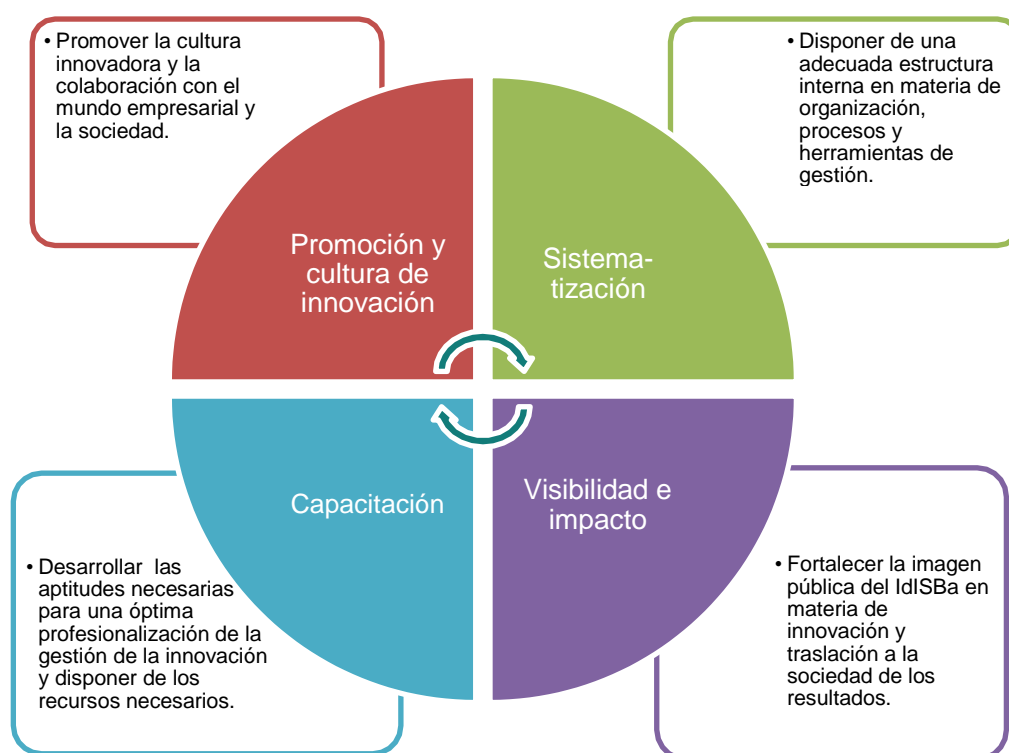 • Promover la cultura
innovadora y la
colaboración con el
mundo empresarial y
la sociedad.
• Disponer de una
adecuada estructura
interna en materia de
organización,
procesos y
herramientas de
gestión.
Promoción y
cultura de
innovación
Sistema-
tización
Capacitación
Visibilidad e
impacto
• Desarrollar las
aptitudes necesarias
para una óptima
profesionalización de la
gestión de la innovación
y disponer de los
recursos necesarios.
• Fortalecer la imagen
pública del IdISBa en
materia de
innovación y
traslación a la
sociedad de los
resultados.